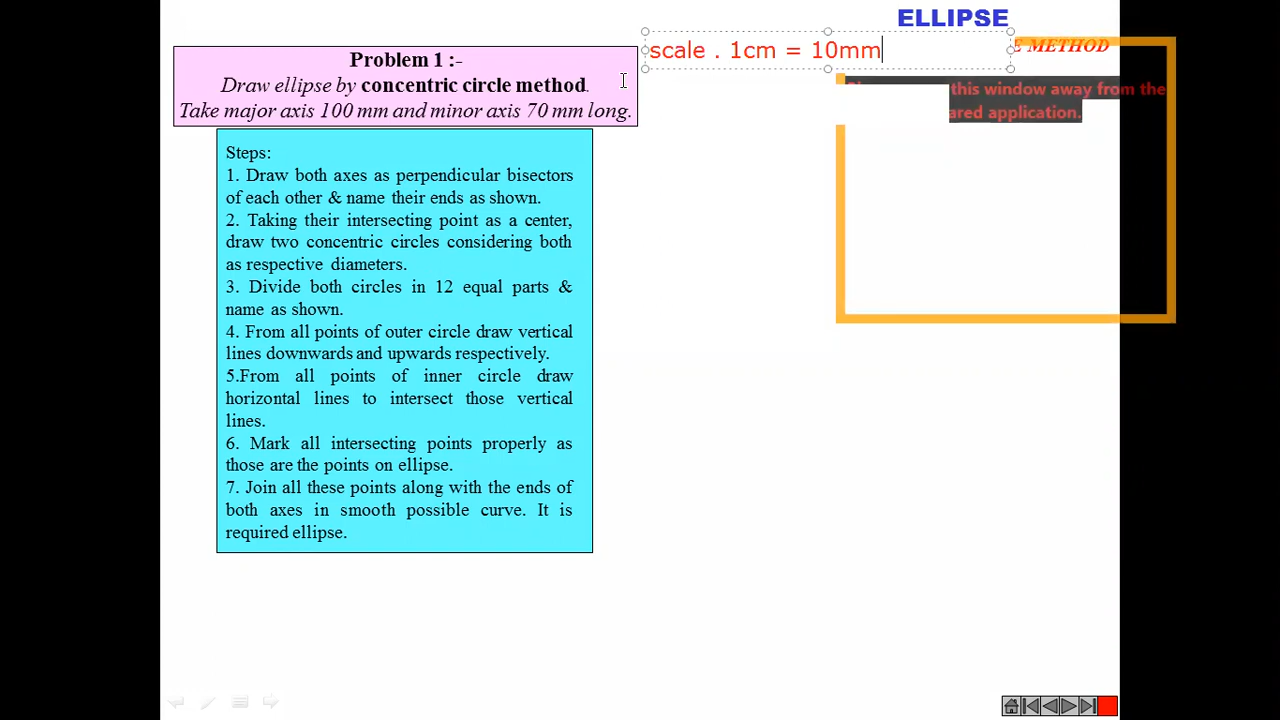 ELLIPSE
scale . 1cm = 10mm
METHOD
Problem 1 :-
Draw ellipse by concentric circle method.
Take major axis 100 mm and minor axis 70 mm long.
this window away from the
application.
Steps:
1. Draw both axes as perpendicular bisectors
of each other & name their ends as shown.
2. Taking their intersecting point as a center,
draw two concentric circles considering both
as respective diameters.
3. Divide both circles in 12 equal parts &
name as shown.
4. From all points of outer circle draw vertical
lines downwards and upwards respectively.
5.From all points of inner circle draw
horizontal lines to intersect those vertical
lines.
6. Mark all intersecting points properly as
those are the points on ellipse.
7. Join all these points along with the ends of
both axes in smooth possible curve. It is
required ellipse.